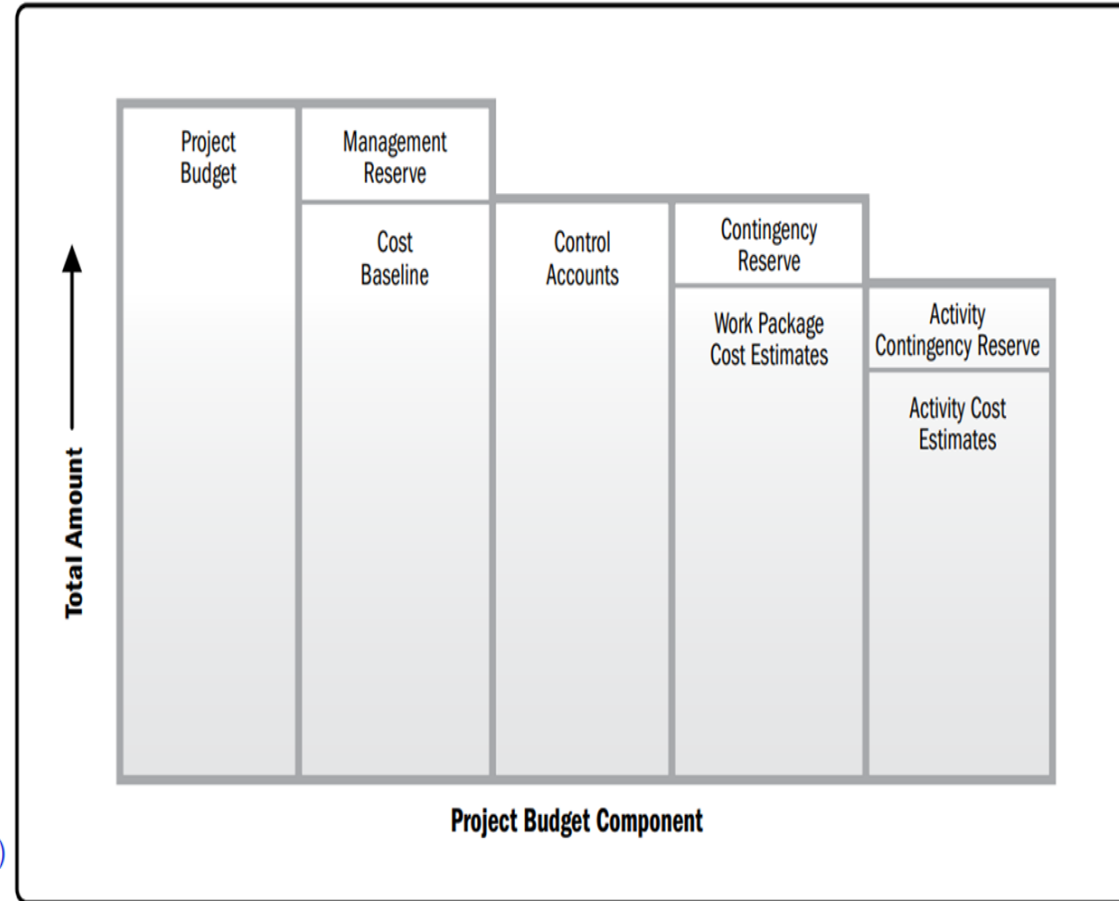 Project
Budget
Management
Reserve
Cost
Baseline
Control
Accounts
Contingency
Reserve
Work Package
Cost Estimates
Activity
Contingency Reserve
Activity Cost
Estimates
Total Amount
Project Budget Component
)